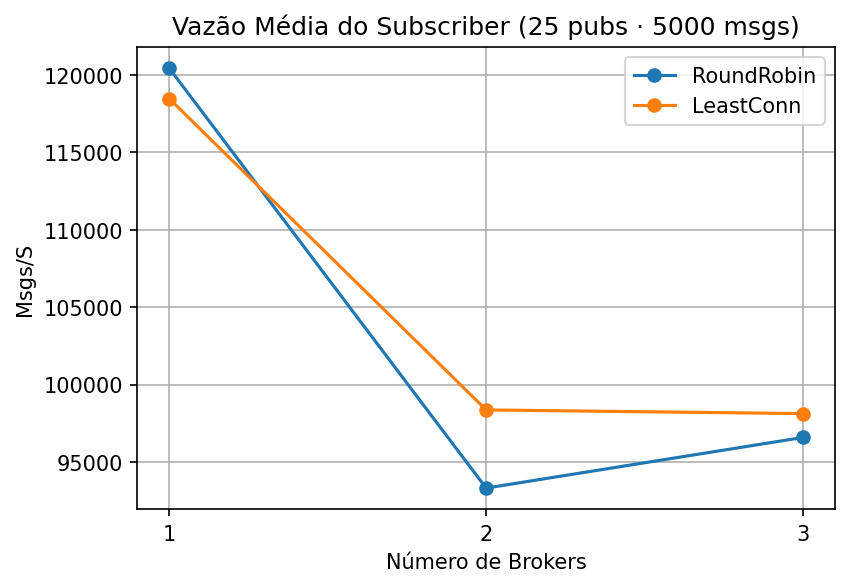 Vazão Média do Subscriber (25 pubs · 5000 msgs)
RoundRobin
LeastConn
Msgs/S
120000
115000
110000
105000
100000
95000
1
2
3
Número de Brokers